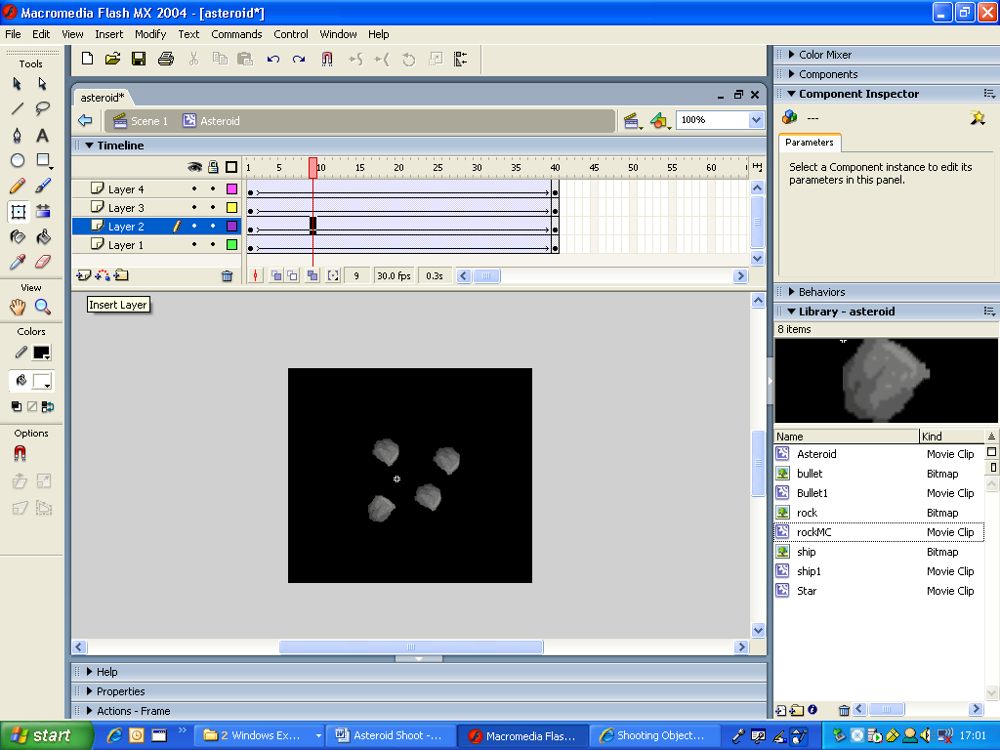 Macromedia Flash MX 2004 - [asteroid*]
File Edit View Insert Modify Text Commands Control Window Help
Tools
View
Colors
Options
asteroid*
Scene 1 Asteroid 100%
Timeline
1 5 10 15 20 25 30 35 40 45 50 55 60
Layer 4
Layer 3
Layer 2
Layer 1
9 30.0 fps 0.3s
Insert Layer
Help
Properties
Actions - Frame
Color Mixer
Components
Component Inspector
---
Parameters
Select a Component instance to edit its
parameters in this panel.
Behaviors
Library - asteroid
8 items
Name Kind
Asteroid Movie Clip
bullet Bitmap
Bullet1 Movie Clip
rock Bitmap
rockMC Movie Clip
ship Bitmap
ship1 Movie Clip
Star Movie Clip
start 2 Windows Ex... Asteroid Shoot -... Macromedia Flas... Shooting Object... 17:01